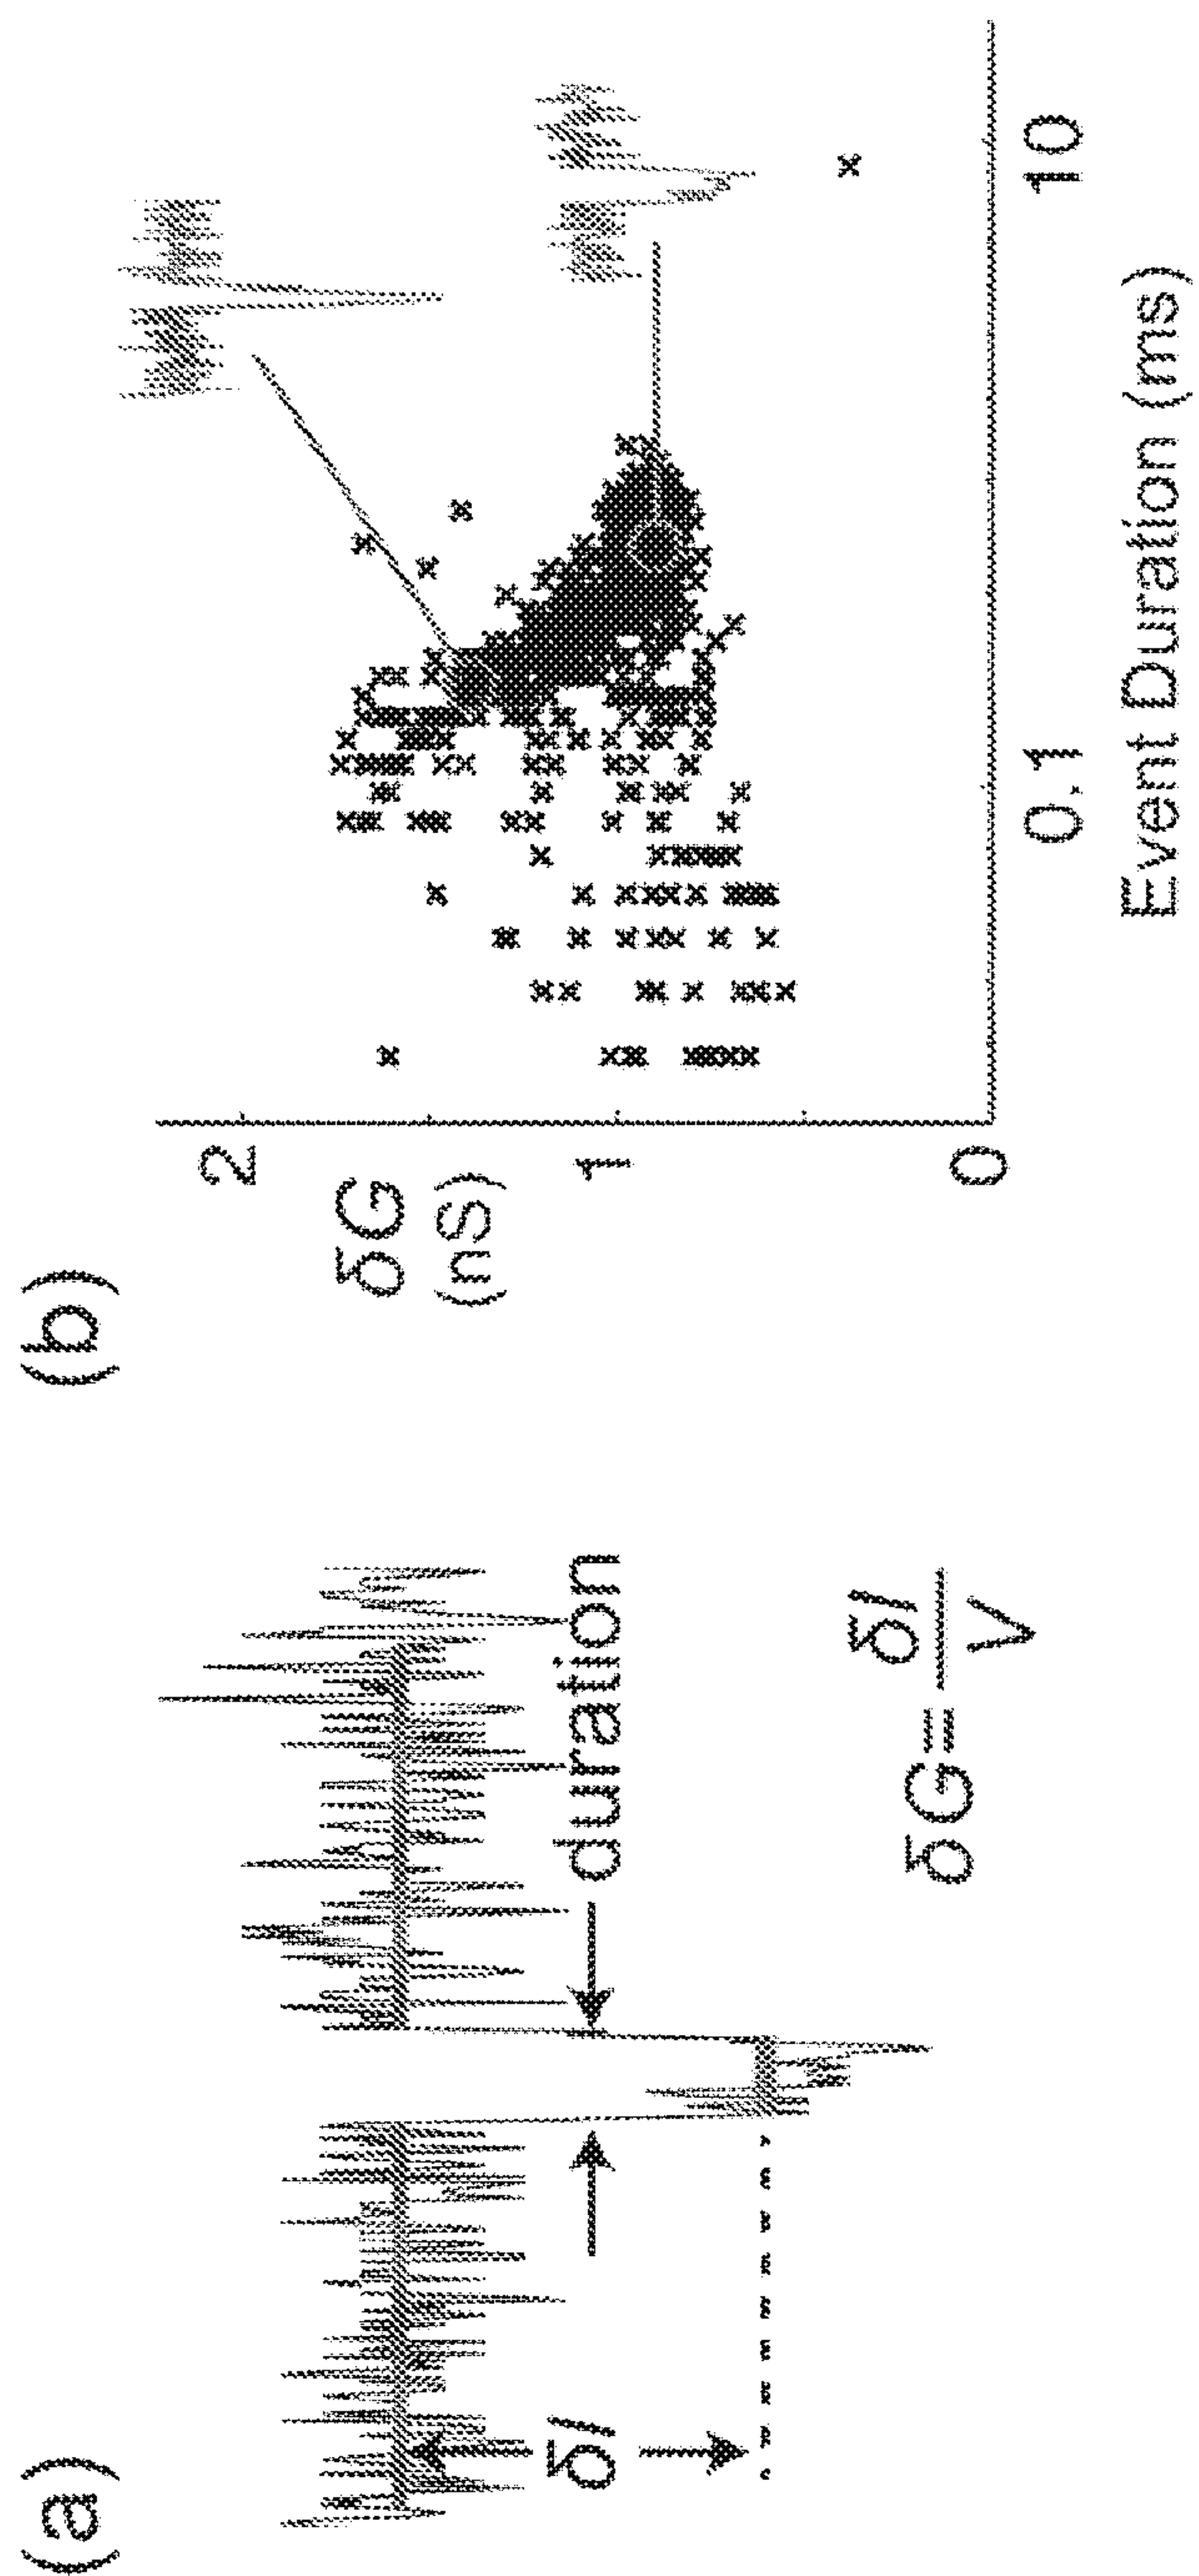 (a)
δI
duration
δG=
δI
V
(b)
δG
(nS)
2
1
0
0.1
10
Event Duration (ms)